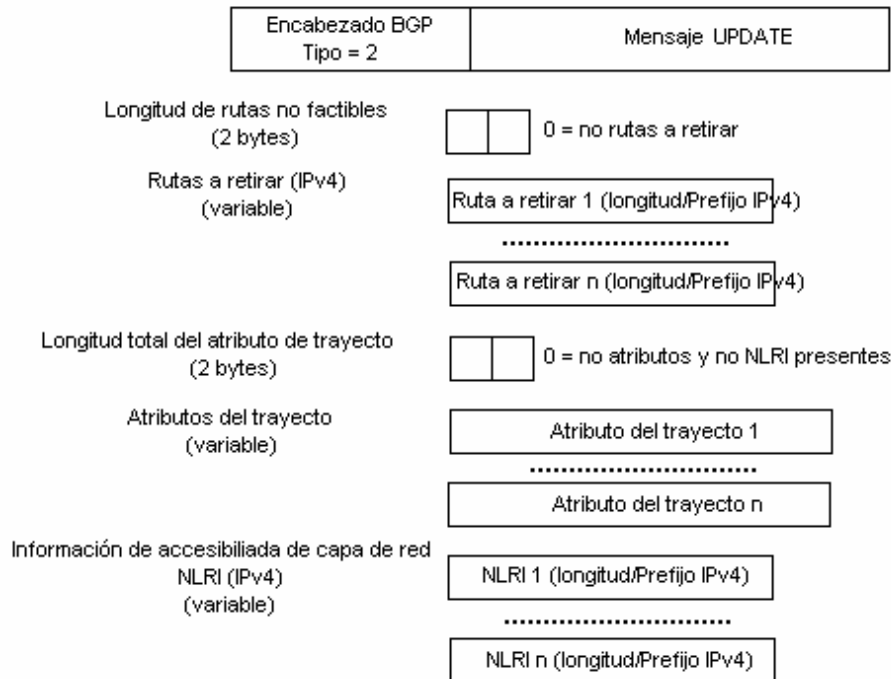 Encabezado BGP
Tipo = 2
Mensaje UPDATE
Longitud de rutas no factibles
(2 bytes)
0 = no rutas a retirar
Rutas a retirar (IPv4)
(variable)
Ruta a retirar 1 (longitud/Prefijo IPv4)
Ruta a retirar n (longitud/Prefijo IPv4)
Longitud total del atributo de trayecto
(2 bytes)
0 = no atributos y no NLRI presentes
Atributos del trayecto
(variable)
Atributo del trayecto 1
Atributo del trayecto n
Información de accesibiliada de capa de red
NLRI (IPv4)
(variable)
NLRI 1 (longitud/Prefijo IPv4)
NLRI n (longitud/Prefijo IPv4)